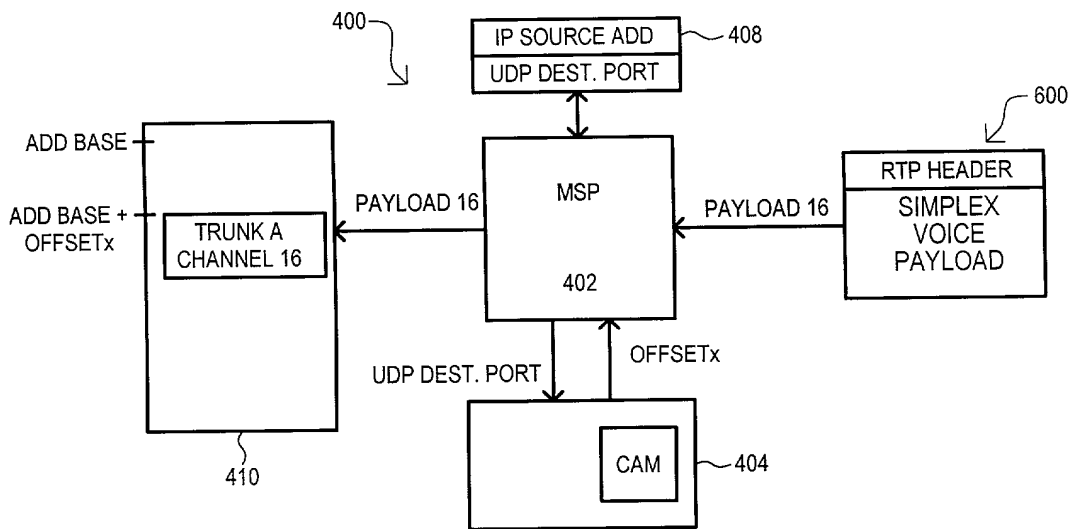 400
IP SOURCE ADD
UDP DEST. PORT
408
600
ADD BASE
ADD BASE +
OFFSETx
TRUNK A
CHANNEL 16
PAYLOAD 16
MSP
402
PAYLOAD 16
RTP HEADER
SIMPLEX
VOICE
PAYLOAD
UDP DEST. PORT
OFFSETx
410
CAM
404